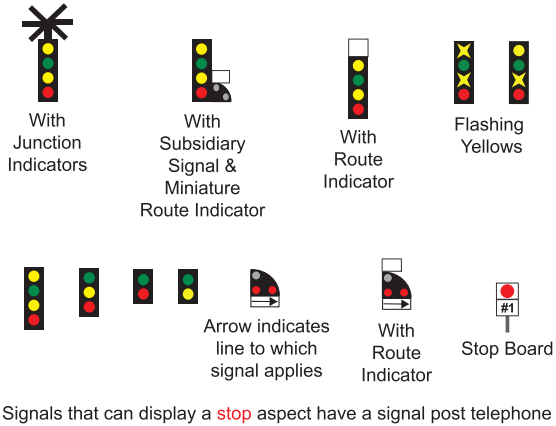 With
Junction
Indicators
With
Subsidiary
Signal &
Miniature
Route Indicator
With
Route
Indicator
Flashing
Yellows
Arrow indicates
line to which
signal applies
With
Route
Indicator
#1
Stop Board
Signals that can display a stop aspect have a signal post telephone